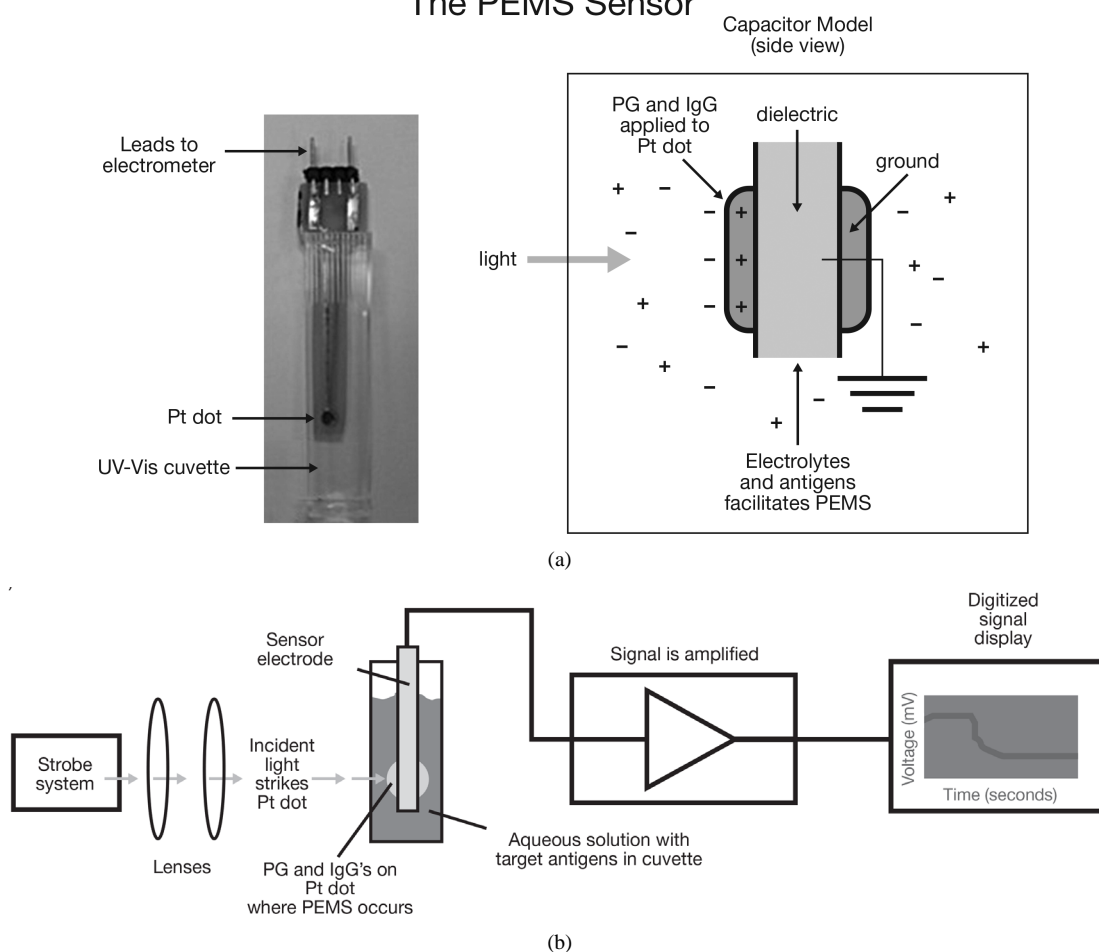 The PEMS Sensor
Capacitor Model
(side view)
Leads to
electrometer
Pt dot
UV-Vis cuvette
PG and IgG
applied to
Pt dot
dielectric
ground
light
+ −
+
−
− +
−
−
− +
+
−
+
− +
−
−
+
+
−
−
+
−
+
Electrolytes
and antigens
facilitates PEMS
(a)
,
Strobe
system
Lenses
Incident
light
strikes
Pt dot
Sensor
electrode
PG and IgG's on
Pt dot
where PEMS occurs
Aqueous solution with
target antigens in cuvette
Signal is amplified
Digitized
signal
display
Voltage (mV)
Time (seconds)
(b)